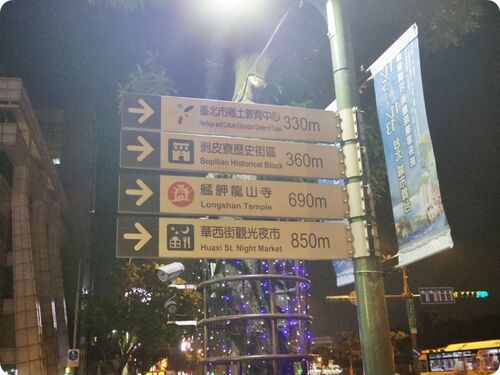 臺北市鄉土教育中心
Heritage and Culture Education Center of Taipei
330m
剝皮寮歷史街區
Bopiliao Historical Block
360m
艋舺龍山寺
Longshan Temple
690m
華西街觀光夜市
Huaxi St. Night Market
850m